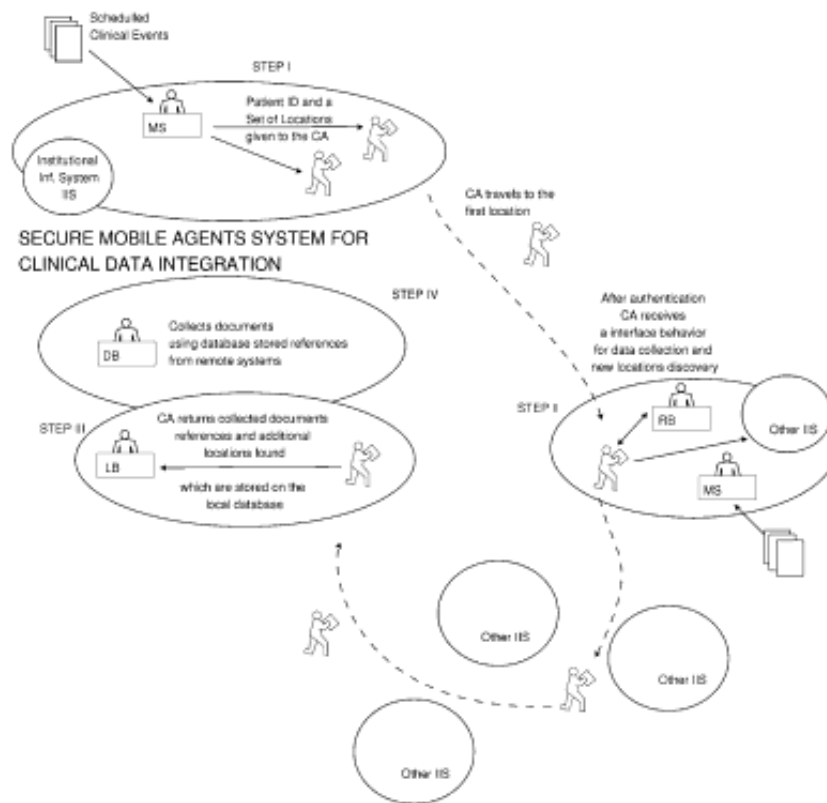 Schedulled
Clinical Events
STEP I
MS
Patient ID and a
Set of Locations
given to the CA
Institutional
Inf. System
IIS
CA travels to the
first location
SECURE MOBILE AGENTS SYSTEM FOR
CLINICAL DATA INTEGRATION
STEP IV
DB
Collects documents
using database stored references
from remote systems
After authentication
CA receives
a interface behavior
for data collection and
new locations discovery
STEP II
RB
Other IIS
MS
STEP III
CA returns collected documents
references and additional
locations found
LB
which are stored on the
local database
Other IIS
Other IIS
Other IIS